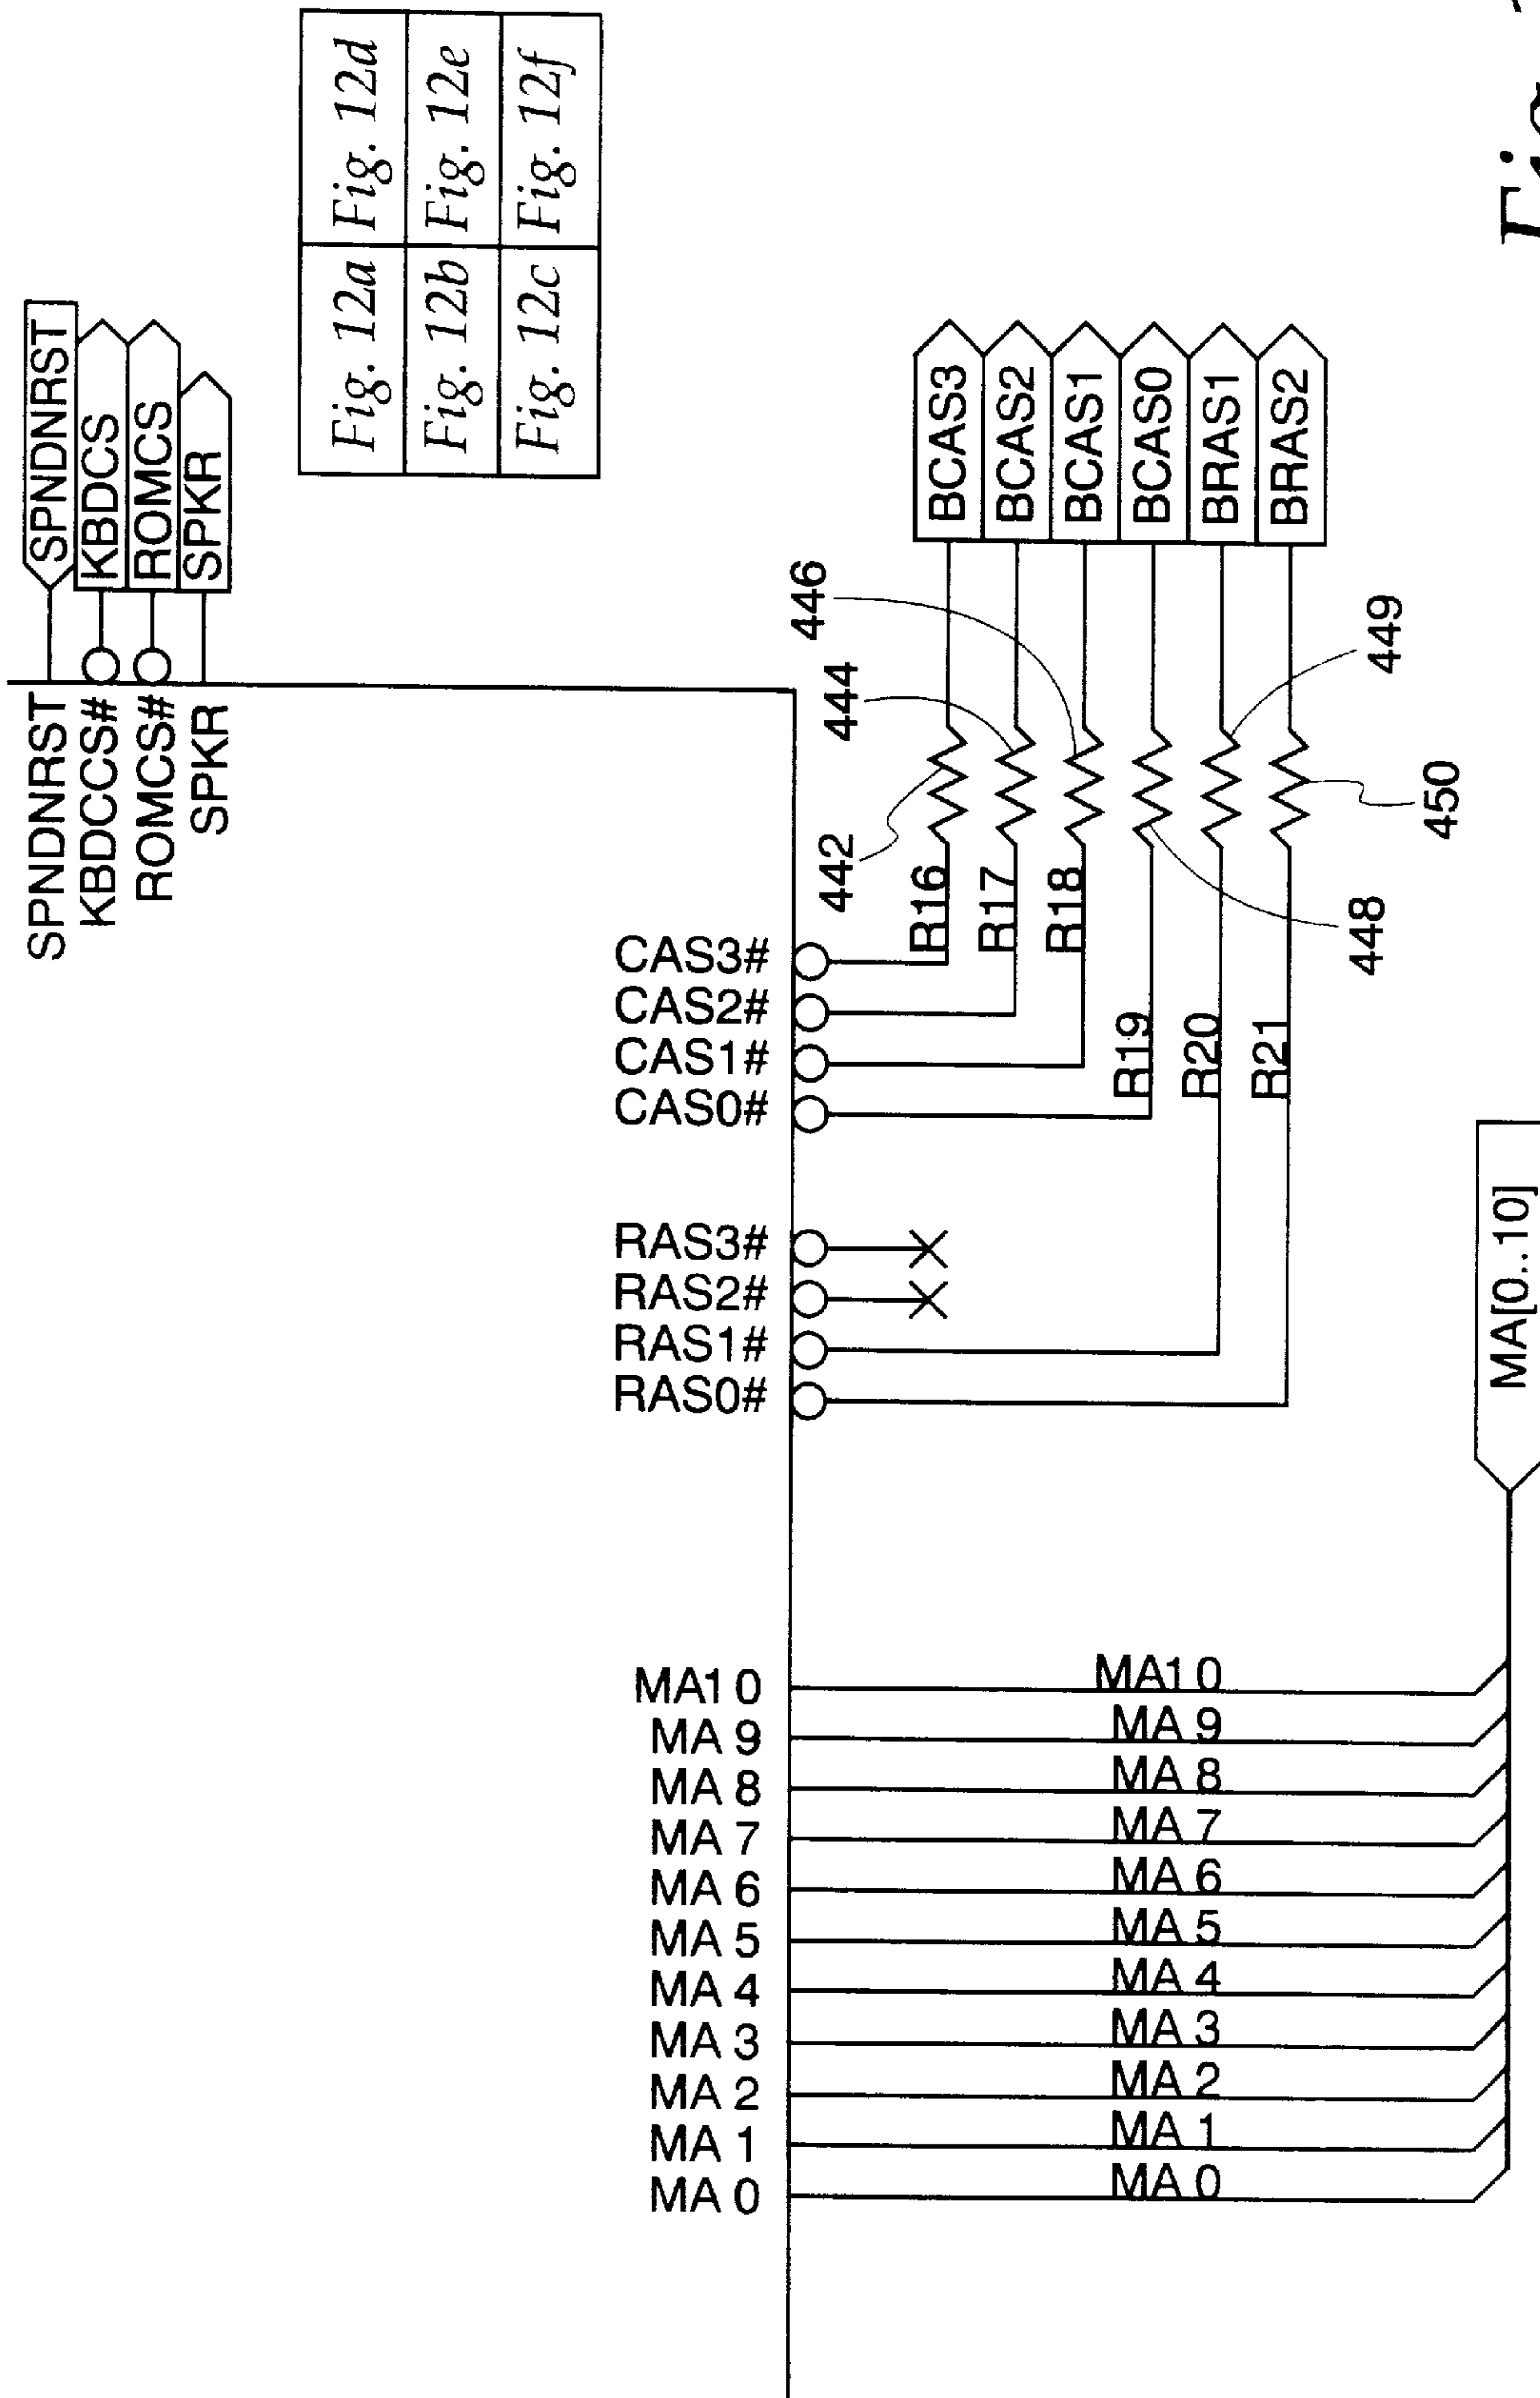 SPNDNRST
KBDCCS#
ROMCS#
SPKR
SPNDNRST
KBDCS
ROMCS
SPKR
Fig. 12a Fig. 12d
Fig. 12b Fig. 12e
Fig. 12c Fig. 12f
CAS3#
CAS2#
CAS1#
CAS0#
RAS3#
RAS2#
RAS1#
RAS0#
MA10
MA 9
MA 8
MA 7
MA 6
MA 5
MA 4
MA 3
MA 2
MA 1
MA 0
442
444
446
R16
R17
R18
R19
R20
R21
448
449
450
BCAS3
BCAS2
BCAS1
BCAS0
BRAS1
BRAS2
MA10
MA 9
MA 8
MA 7
MA 6
MA 5
MA 4
MA 3
MA 2
MA 1
MA 0
MA[0..10]